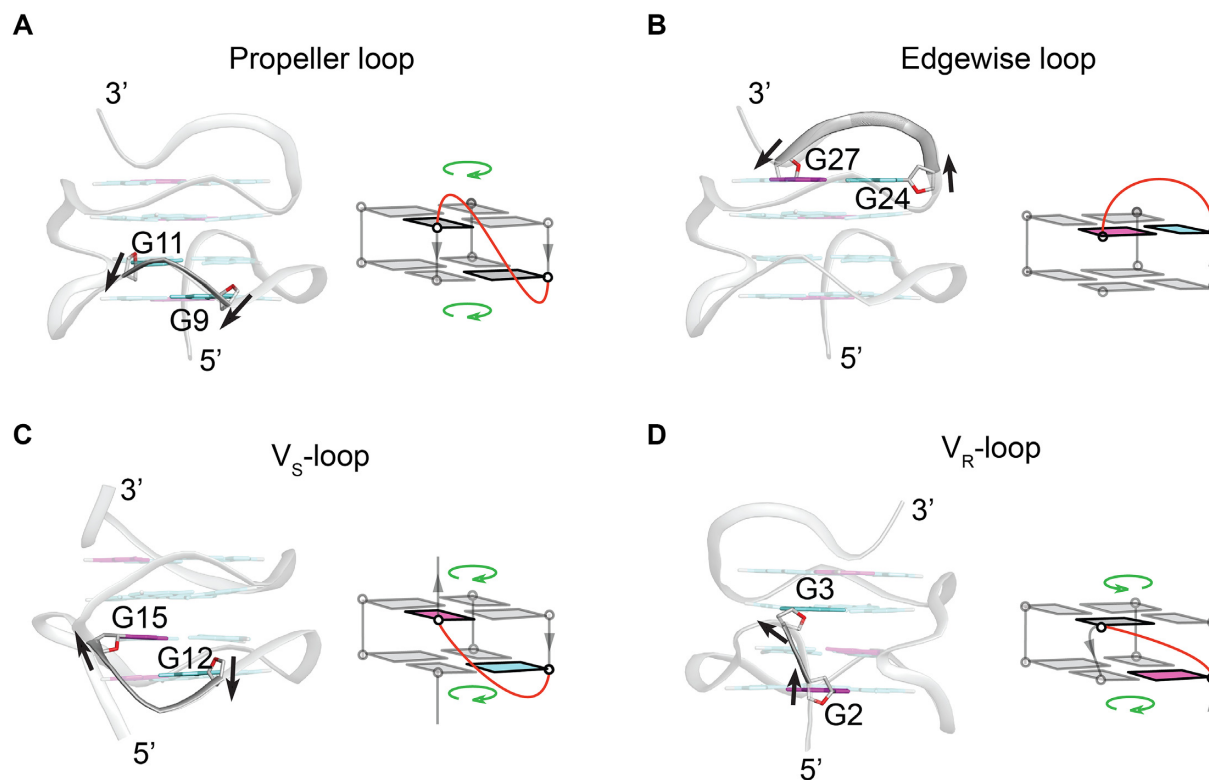 A
Propeller loop
3’
G11
G9
5’
B
Edgewise loop
3’
G27
G24
5’
C
VS-loop
3’
G15
G12
5’
D
VR-loop
3’
G3
G2
5’